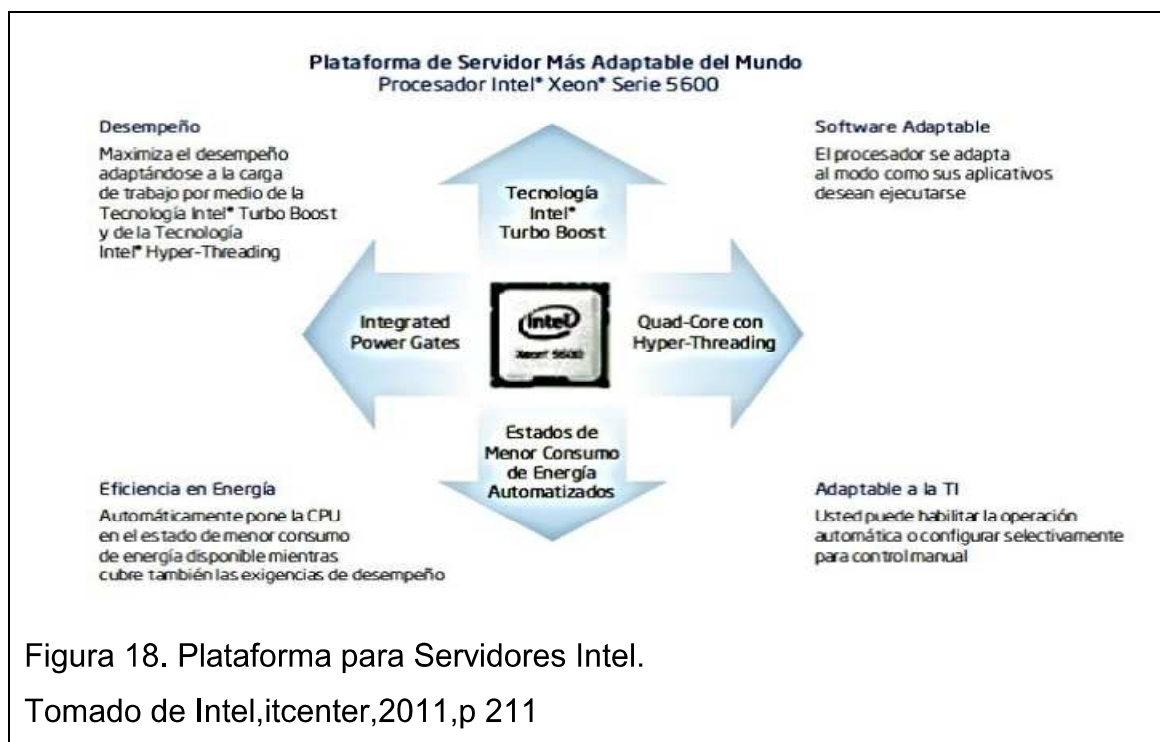 Plataforma de Servidor Más Adaptable del Mundo
Procesador Intel® Xeon® Serie 5600
Desempeño
Maximiza el desempeño
adaptándose a la carga
de trabajo por medio de la
Tecnología Intel® Turbo Boost
y de la Tecnología
Intel® Hyper-Threading
Tecnología
Intel®
Turbo Boost
Software Adaptable
El procesador se adapta
al modo como sus aplicativos
desean ejecutarse
Integrated
Power Gates
intel
Xeon® 5600
Quad-Core con
Hyper-Threading
Estados de
Menor Consumo
de Energía
Automatizados
Eficiencia en Energía
Automáticamente pone la CPU
en el estado de menor consumo
de energía disponible mientras
cubre también las exigencias de desempeño
Adaptable a la TI
Usted puede habilitar la operación
automática o configurar selectivamente
para control manual
Figura 18. Plataforma para Servidores Intel.
Tomado de Intel,itcenter,2011,p 211